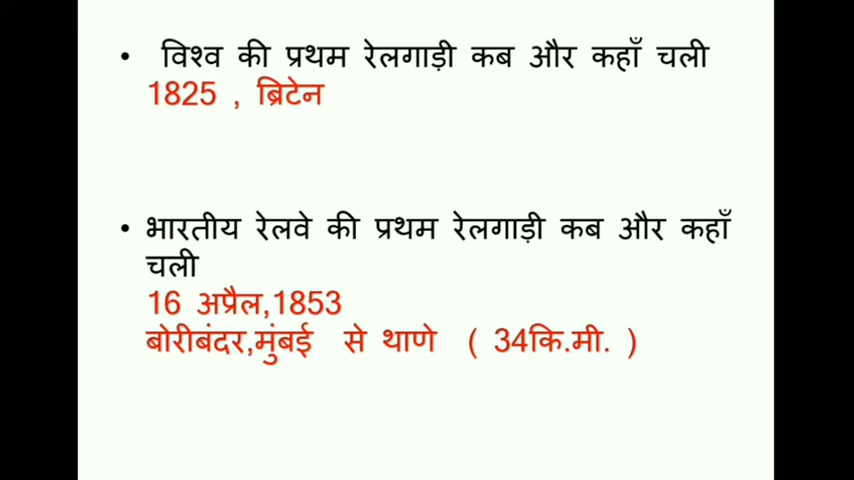 • विश्व की प्रथम रेलगाड़ी कब और कहाँ चली
1825 , ब्रिटेन
• भारतीय रेलवे की प्रथम रेलगाड़ी कब और कहाँ
चली
16 अप्रैल,1853
बोरीबंदर,मुंबई से थाणे ( 34कि.मी. )